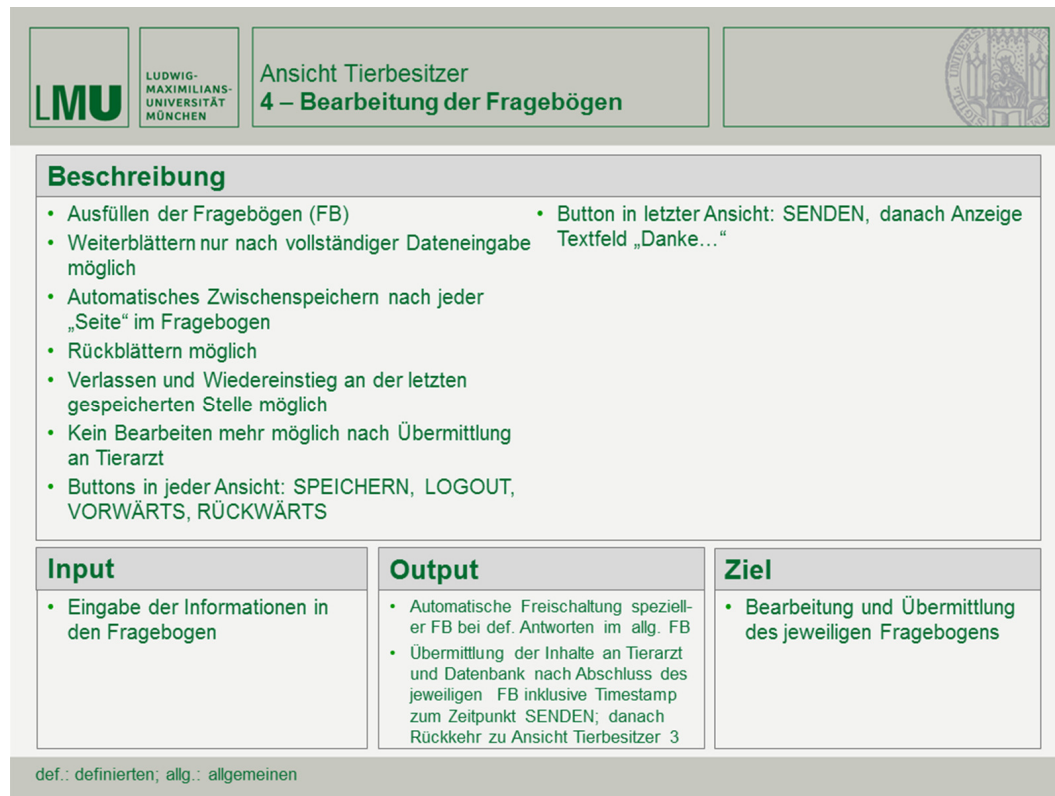 LMU
LUDWIG-
MAXIMILIANS-
UNIVERSITÄT
MÜNCHEN
Ansicht Tierbesitzer
4 – Bearbeitung der Fragebögen
Beschreibung
• Ausfüllen der Fragebögen (FB)
• Weiterblättern nur nach vollständiger Dateneingabe
möglich
• Automatisches Zwischenspeichern nach jeder
„Seite“ im Fragebogen
• Rückblättern möglich
• Verlassen und Wiedereinstieg an der letzten
gespeicherten Stelle möglich
• Kein Bearbeiten mehr möglich nach Übermittlung
an Tierarzt
• Buttons in jeder Ansicht: SPEICHERN, LOGOUT,
VORWÄRTS, RÜCKWÄRTS
• Button in letzter Ansicht: SENDEN, danach Anzeige
Textfeld „Danke…“
Input
• Eingabe der Informationen in
den Fragebogen
Output
• Automatische Freischaltung speziell-
er FB bei def. Antworten im allg. FB
• Übermittlung der Inhalte an Tierarzt
und Datenbank nach Abschluss des
jeweiligen FB inklusive Timestamp
zum Zeitpunkt SENDEN; danach
Rückkehr zu Ansicht Tierbesitzer 3
Ziel
• Bearbeitung und Übermittlung
des jeweiligen Fragebogens
def.: definierten; allg.: allgemeinen